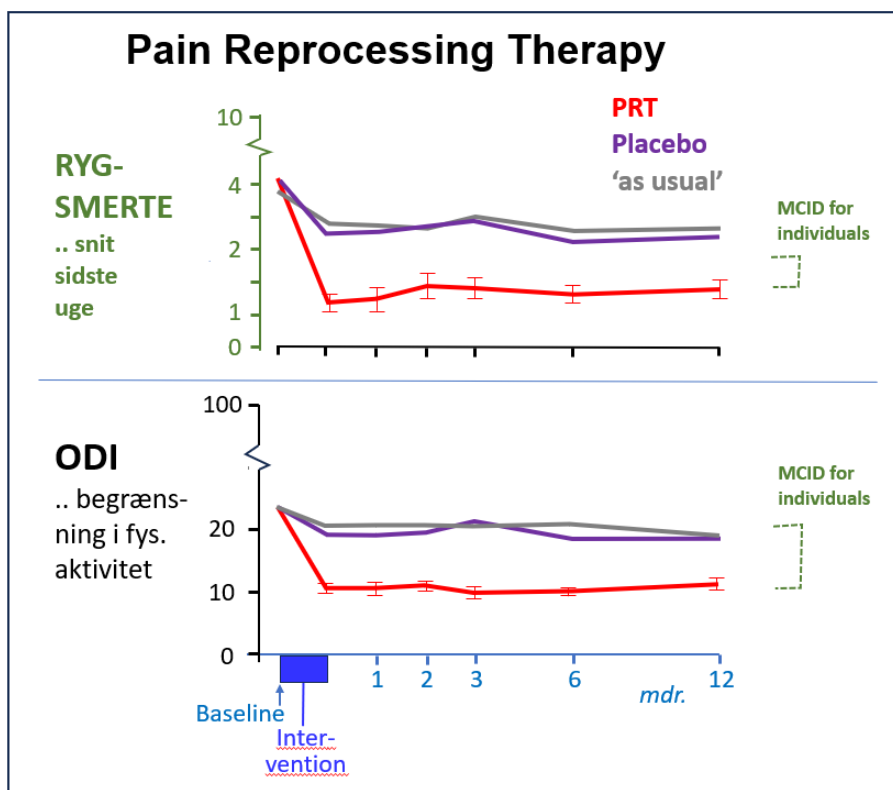 Pain Reprocessing Therapy
PRT
Placebo
‘as usual’
10
4
2
1
0
RYG-
SMERTE
.. snit
sidste
uge
MCID for
individuals
100
20
10
0
ODI
.. begræns-
ning i fys.
aktivitet
MCID for
individuals
1 2 3 6 12
mdr.
Baseline
Inter-
vention